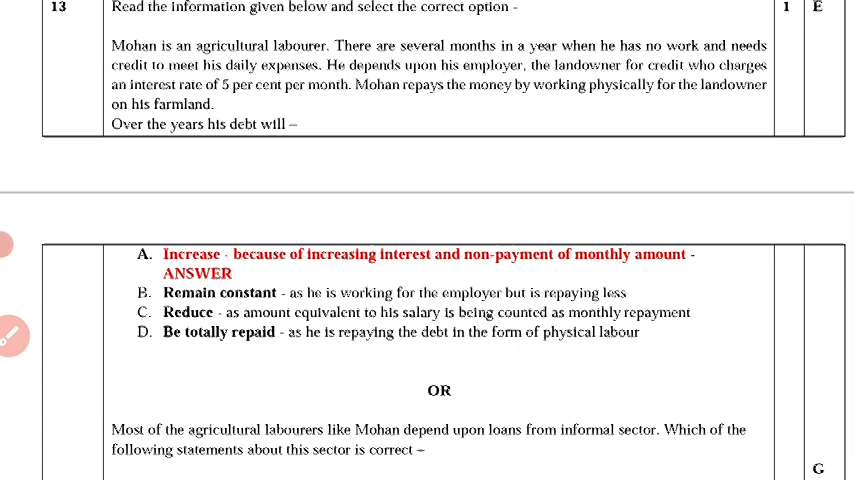 13 Read the information given below and select the correct option - 1 E
Mohan is an agricultural labourer. There are several months in a year when he has no work and needs
credit to meet his daily expenses. He depends upon his employer, the landowner for credit who charges
an interest rate of 5 per cent per month. Mohan repays the money by working physically for the landowner
on his farmland.
Over the years his debt will –
A. Increase - because of increasing interest and non-payment of monthly amount -
ANSWER
B. Remain constant - as he is working for the employer but is repaying less
C. Reduce - as amount equivalent to his salary is being counted as monthly repayment
D. Be totally repaid - as he is repaying the debt in the form of physical labour
OR
Most of the agricultural labourers like Mohan depend upon loans from informal sector. Which of the
following statements about this sector is correct –
G